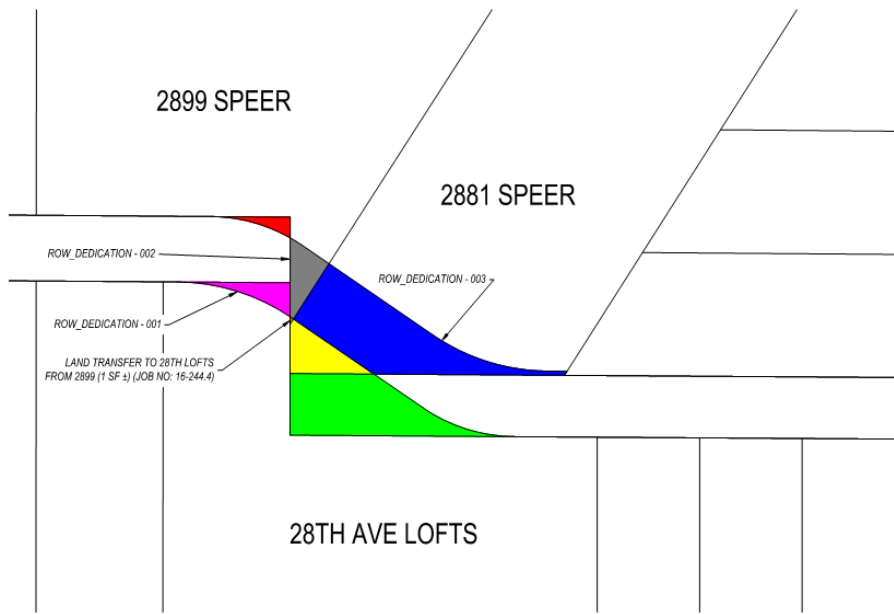 2899 SPEER
2881 SPEER
ROW_DEDICATION - 002
ROW_DEDICATION - 003
ROW_DEDICATION - 001
LAND TRANSFER TO 28TH LOFTS
FROM 2899 (1 SF ±) (JOB NO: 16-244.4)
28TH AVE LOFTS